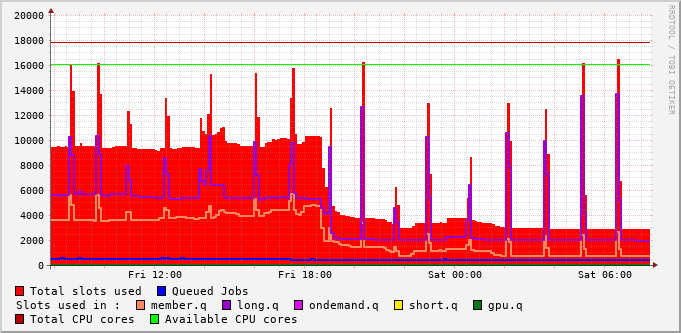 RRDTOOL / TOBI OETIKER
20000
18000
16000
14000
12000
10000
8000
6000
4000
2000
0
Fri 12:00 Fri 18:00 Sat 00:00 Sat 06:00
Total slots used Queued Jobs
Slots used in : member.q long.q ondemand.q short.q gpu.q
Total CPU cores Available CPU cores